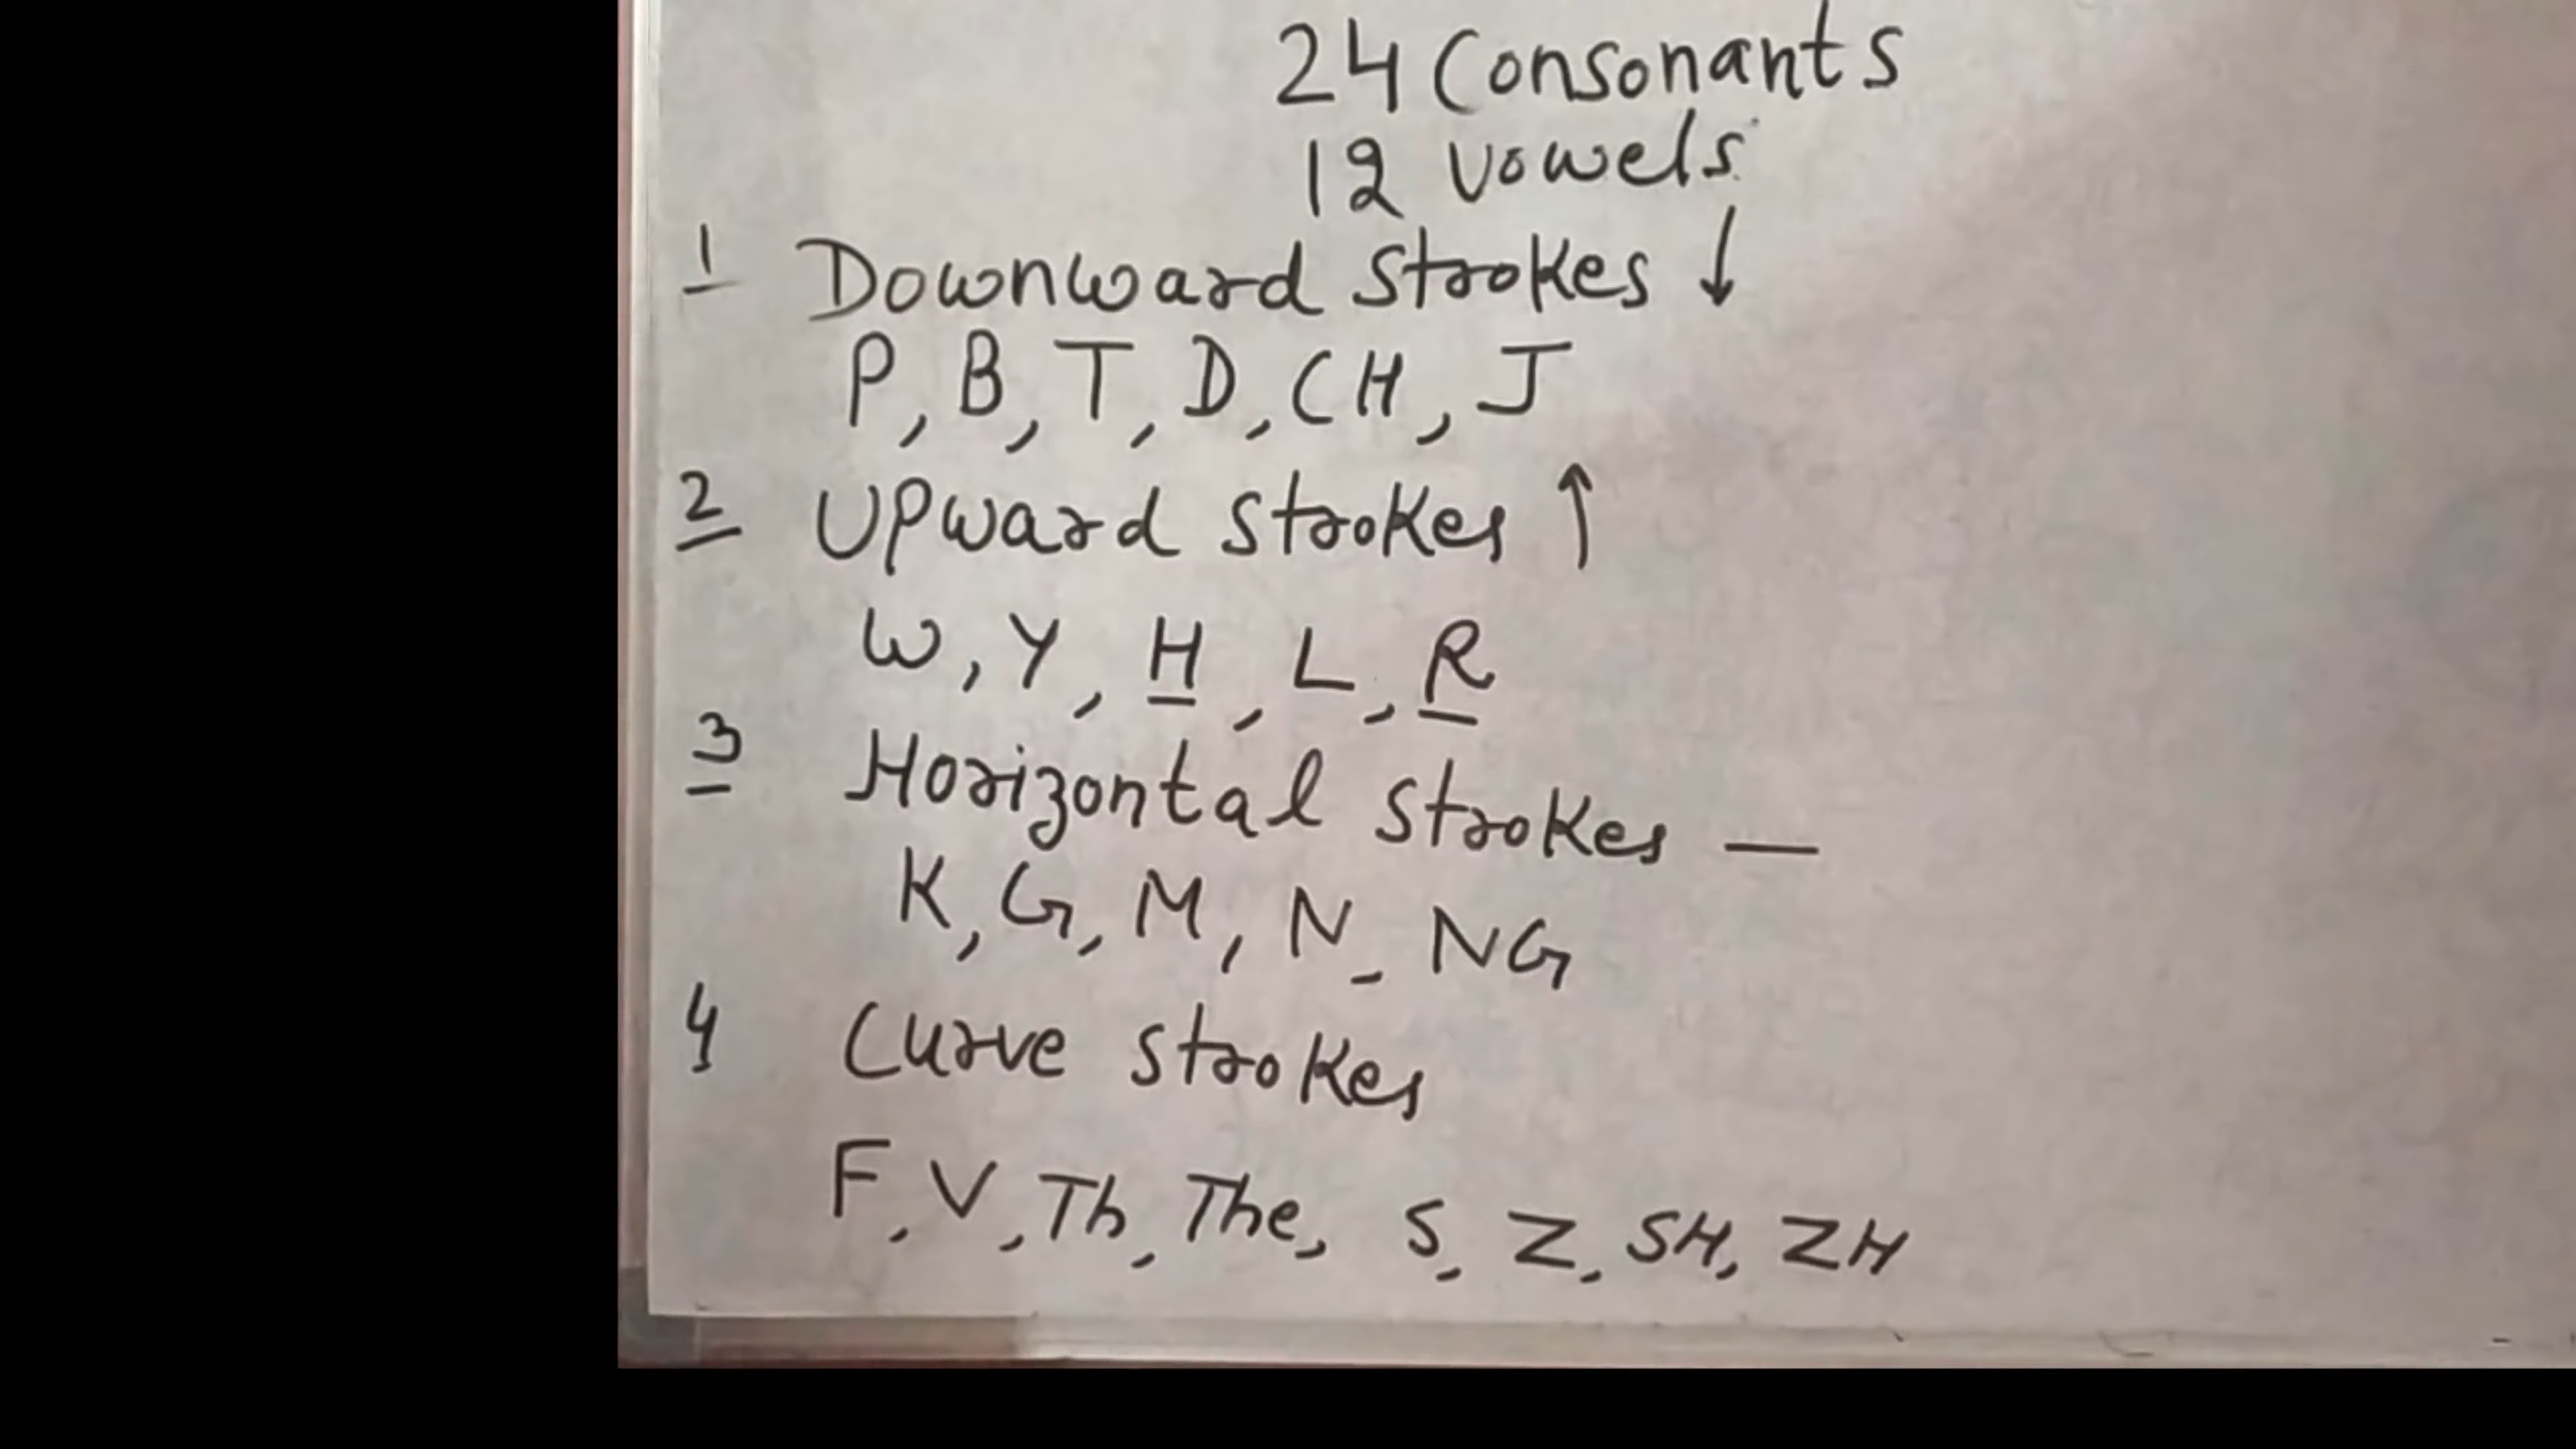 24 Consonants
12 vowels
1 Downward strokes ↓
P, B, T, D, CH, J
2 Upward strokes ↑
W, Y, H, L, R
3 Horizontal strokes —
K, G, M, N, NG
4 Curve strokes
F, V, Th, The, S, Z, SH, ZH